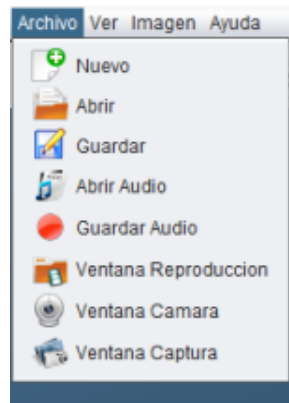 Archivo Ver Imagen Ayuda
Nuevo
Abrir
Guardar
Abrir Audio
Guardar Audio
Ventana Reproduccion
Ventana Camara
Ventana Captura